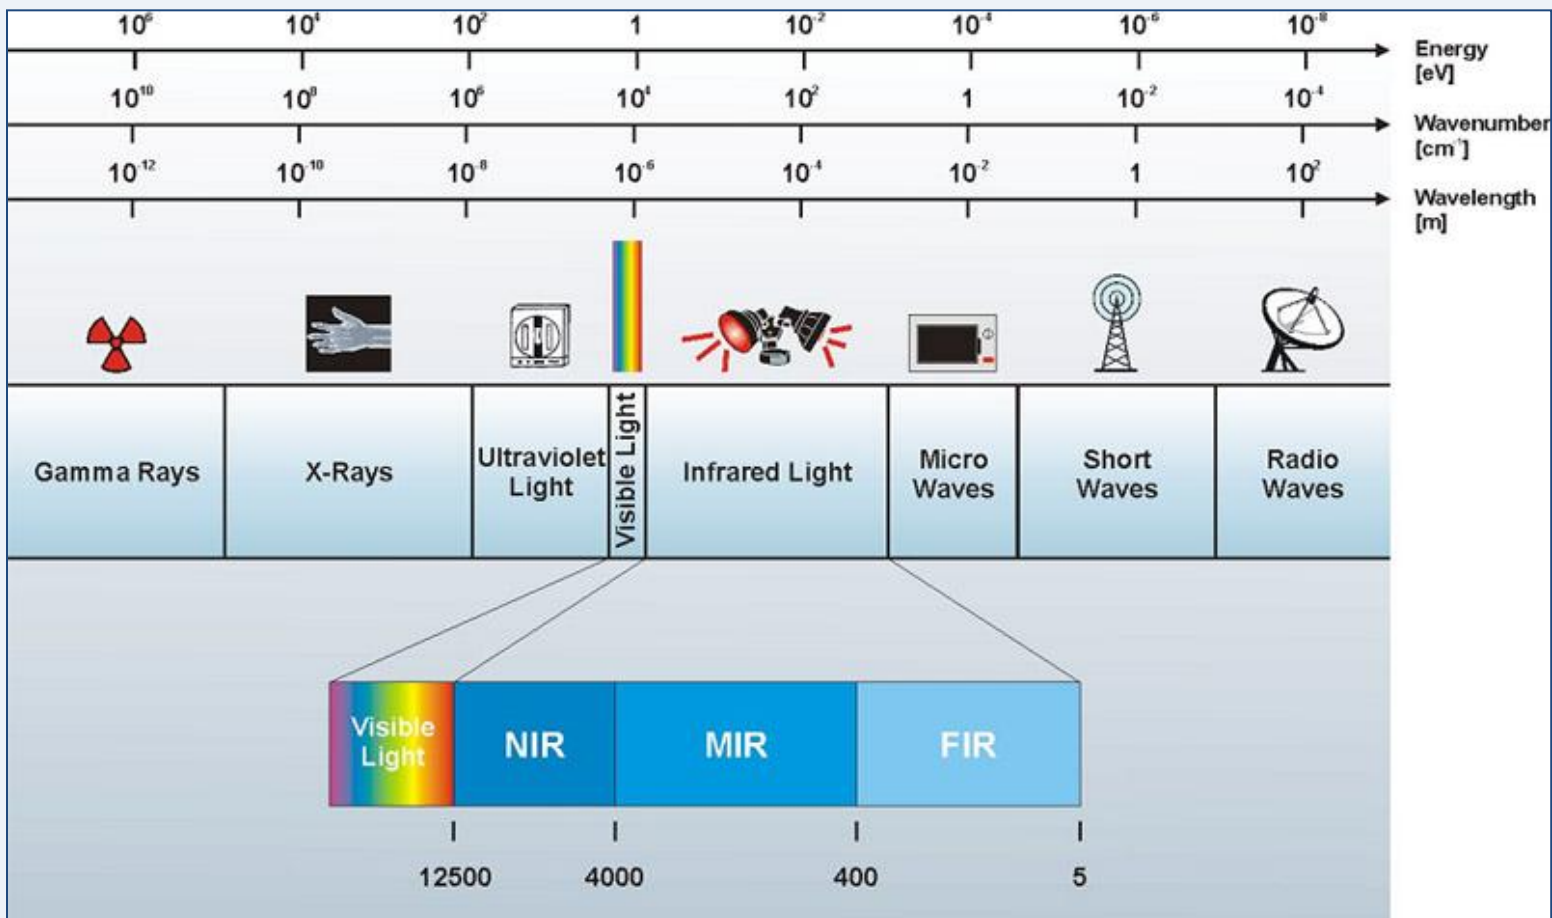 10⁶ 10⁴ 10² 1 10⁻² 10⁻⁴ 10⁻⁶ 10⁻⁸
Energy
[eV]
10¹⁰ 10⁸ 10⁶ 10⁴ 10² 1 10⁻² 10⁻⁴
Wavenumber
[cm⁻¹]
10⁻¹² 10⁻¹⁰ 10⁻⁸ 10⁻⁶ 10⁻⁴ 10⁻² 1 10²
Wavelength
[m]
Gamma Rays
X-Rays
Ultraviolet
Light
Visible Light
Infrared Light
Micro
Waves
Short
Waves
Radio
Waves
Visible
Light
NIR
MIR
FIR
12500 4000 400 5